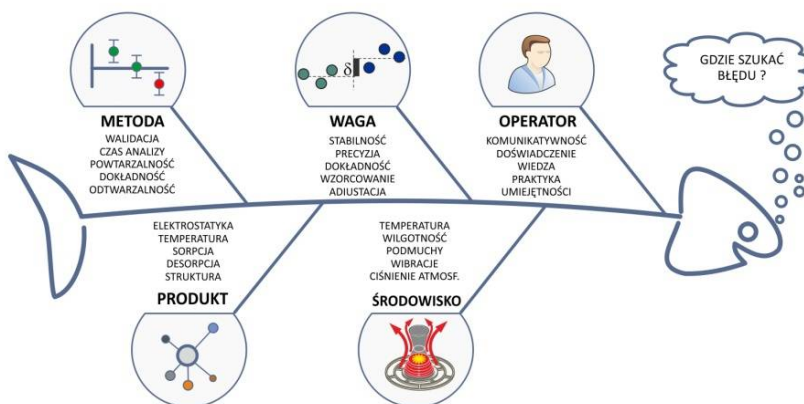 GDZIE SZUKAĆ
BŁĘDU ?
δ
METODA
WALIDACJA
CZAS ANALIZY
POWTARZALNOŚĆ
DOKŁADNOŚĆ
ODTWARZALNOŚĆ
WAGA
STABILNOŚĆ
PRECYZJA
DOKŁADNOŚĆ
WZORCOWANIE
ADIUSTACJA
OPERATOR
KOMUNIKATYWNOŚĆ
DOŚWIADCZENIE
WIEDZA
PRAKTYKA
UMIEJĘTNOŚCI
ELEKTROSTATYKA
TEMPERATURA
SORPCJA
DESORPCJA
STRUKTURA
PRODUKT
TEMPERATURA
WILGOTNOŚĆ
PODMUCHY
WIBRACJE
CIŚNIENIE ATMOSF.
ŚRODOWISKO